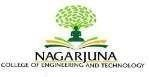 NAGARJUNA
COLLEGE OF ENGINEERING AND TECHNOLOGY